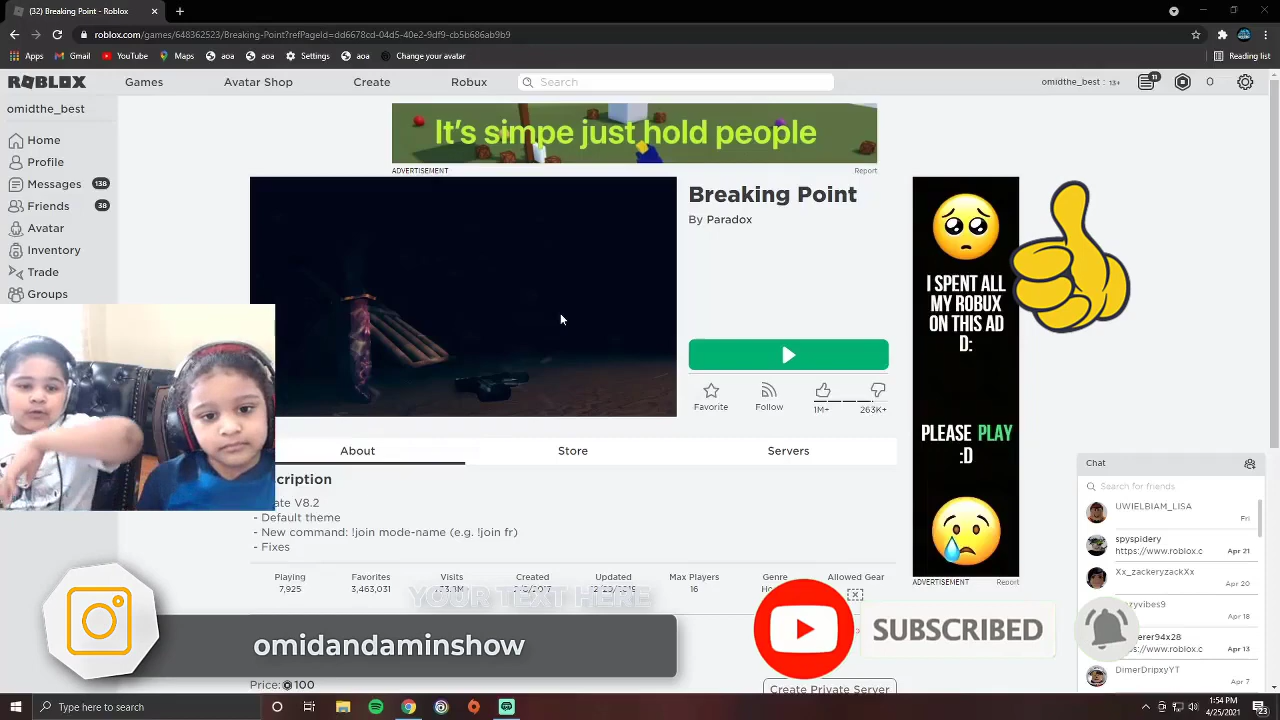 (32) Breaking Point - Roblox
roblox.com/games/648362523/Breaking-Point?refPageId=dd6678cd-04d5-40e2-9df9-cb5b686ab9b9
Apps Gmail YouTube Maps aoa aoa Settings aoa Change your avatar Reading list
ROBLOX Games Avatar Shop Create Roblox Search omidthe_best : 13+ 11 0
omidthe_best
Home
Profile
Messages 138
Friends 38
Avatar
Inventory
Trade
Groups
It's simpe just hold people
ADVERTISEMENT Report
Breaking Point
By Paradox
Favorite Follow 1M+ 263K+
I SPENT ALL
MY ROBUX
ON THIS AD
D:
PLEASE PLAY
:D
ADVERTISEMENT Report
About Store Servers
cription
ate V8.2
- Default theme
- New command: !join mode-name (e.g. !join fr)
- Fixes
Playing Favorites Visits Created Updated Max Players Genre Allowed Gear
3,463,031 16
YOUR TEXT HERE
omidandaminshow
SUBSCRIBED
Price: 100
Create Private Server
Chat
Search for friends
UWIELBIAM_LISA
Fri
spyspidery
https://www.roblox.c Apr 21
Xx_zackeryzackXx
Apr 20
zyvibes9
Apr 18
erer94x28
s://www.roblox.c Apr 13
DimerDripxyYT
Apr 7
Type here to search
1:54 PM
4/25/2021
23